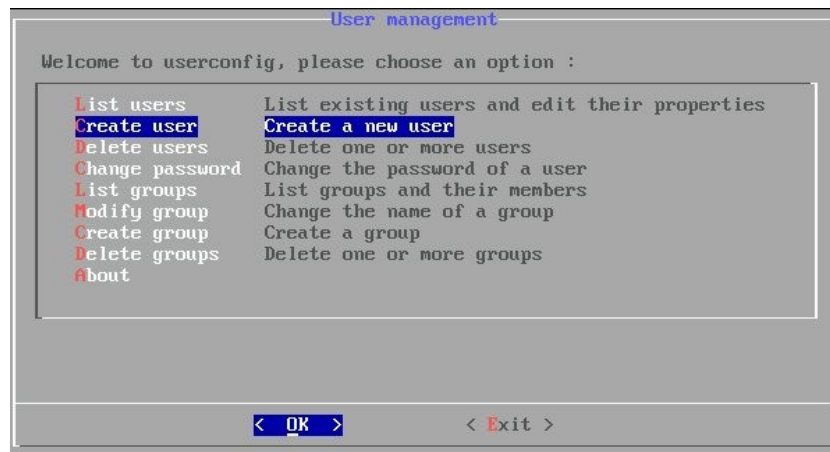 User management
Welcome to userconfig, please choose an option :
List users List existing users and edit their properties
Create user Create a new user
Delete users Delete one or more users
Change password Change the password of a user
List groups List groups and their members
Modify group Change the name of a group
Create group Create a group
Delete groups Delete one or more groups
About
< OK > < Exit >